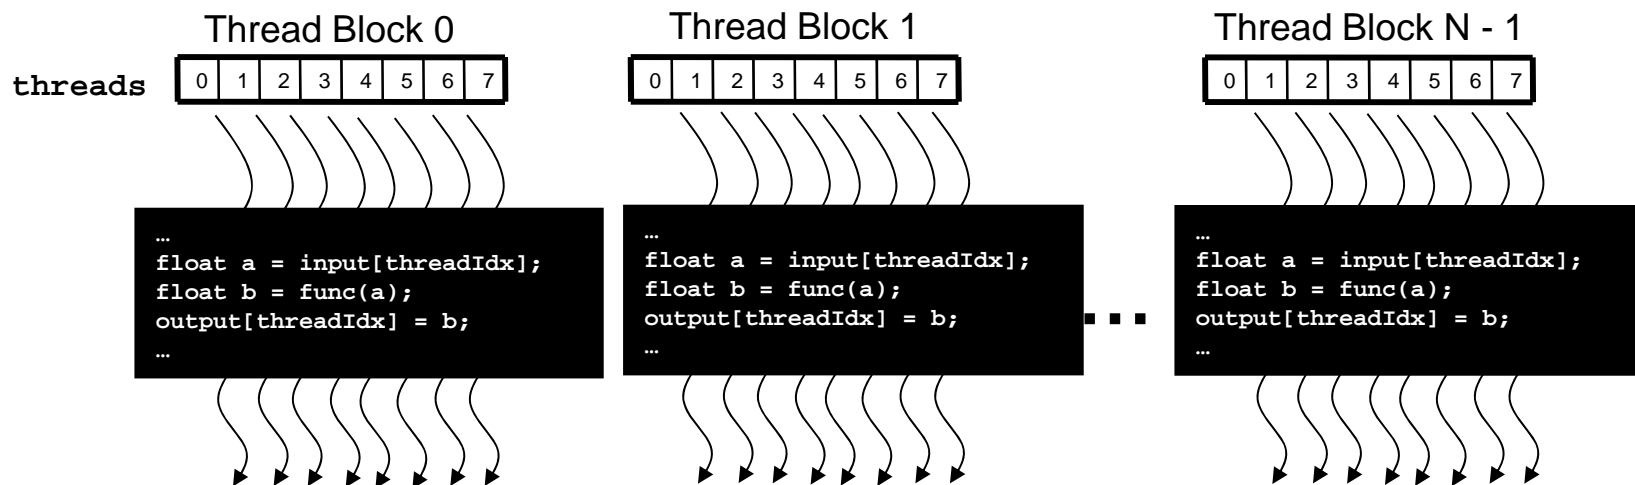 Thread Block 0
threads
0 1 2 3 4 5 6 7
…
float a = input[threadIdx];
float b = func(a);
output[threadIdx] = b;
…
Thread Block 1
0 1 2 3 4 5 6 7
…
float a = input[threadIdx];
float b = func(a);
output[threadIdx] = b;
…
...
Thread Block N - 1
0 1 2 3 4 5 6 7
…
float a = input[threadIdx];
float b = func(a);
output[threadIdx] = b;
…